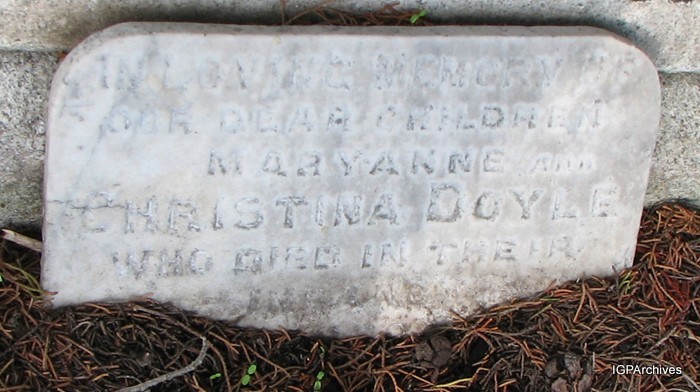 IN LOVING MEMORY OF
OUR DEAR CHILDREN
MARYANNE AND
CHRISTINA DOYLE
WHO DIED IN THEIR
IGPArchives